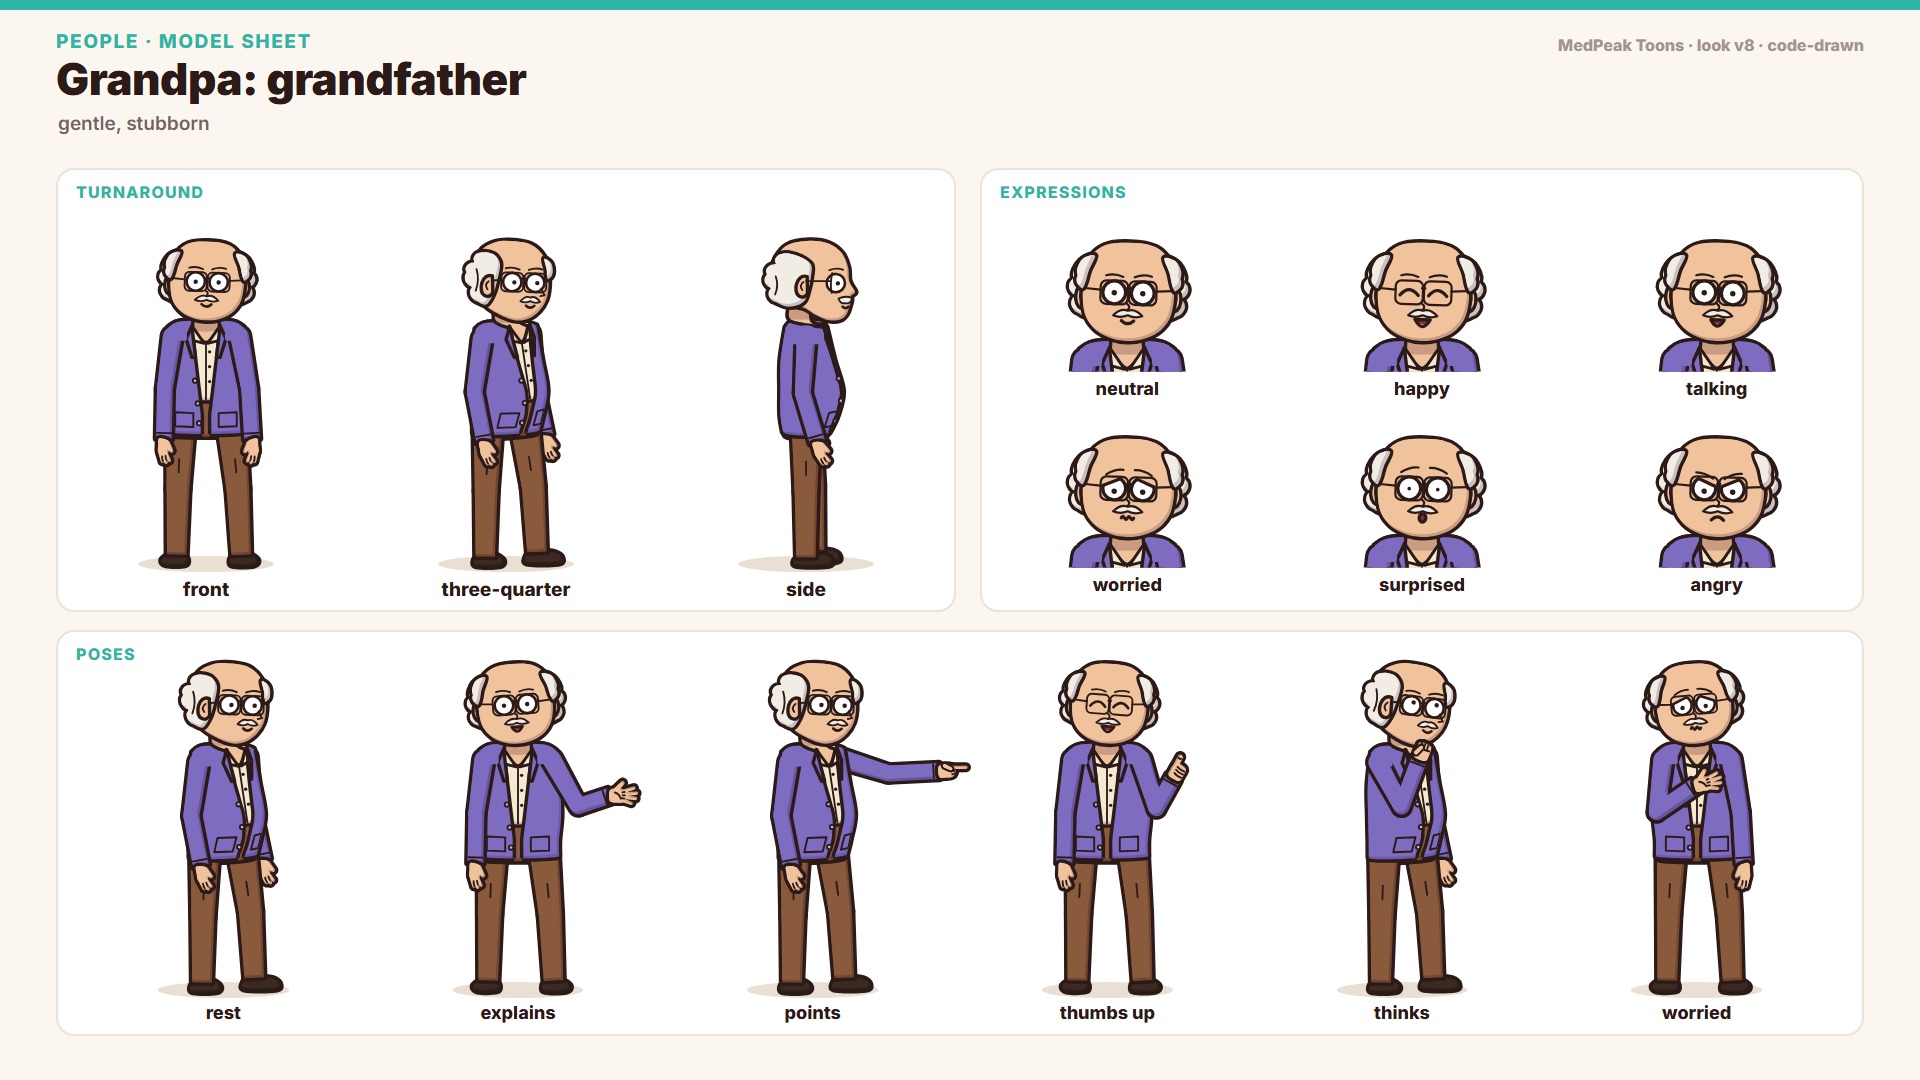 PEOPLE · MODEL SHEET
MedPeak Toons · look v8 · code-drawn
Grandpa: grandfather
gentle, stubborn
TURNAROUND
front
three-quarter
side
EXPRESSIONS
neutral
happy
talking
worried
surprised
angry
POSES
rest
explains
points
thumbs up
thinks
worried